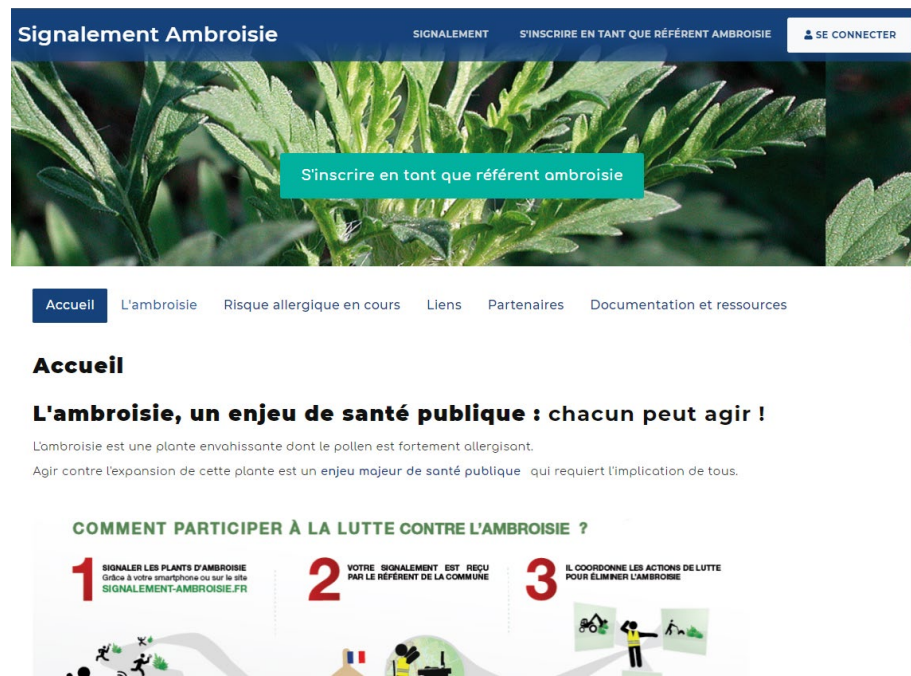 Signalement Ambroisie
SIGNALEMENT
S'INSCRIRE EN TANT QUE RÉFÉRENT AMBROISIE
SE CONNECTER
S'inscrire en tant que référent ambroisie
Accueil L'ambroisie Risque allergique en cours Liens Partenaires Documentation et ressources
Accueil
L'ambroisie, un enjeu de santé publique : chacun peut agir !
L'ambroisie est une plante envahissante dont le pollen est fortement allergisant.
Agir contre l'expansion de cette plante est un enjeu majeur de santé publique qui requiert l'implication de tous.
COMMENT PARTICIPER À LA LUTTE CONTRE L'AMBROISIE ?
1
SIGNALER LES PLANTS D'AMBROISIE
Grâce à votre smartphone ou sur le site
SIGNALEMENT-AMBROISIE.FR
2
VOTRE SIGNALEMENT EST REÇU
PAR LE RÉFÉRENT DE LA COMMUNE
3
IL COORDONNE LES ACTIONS DE LUTTE
POUR ÉLIMINER L'AMBROISIE